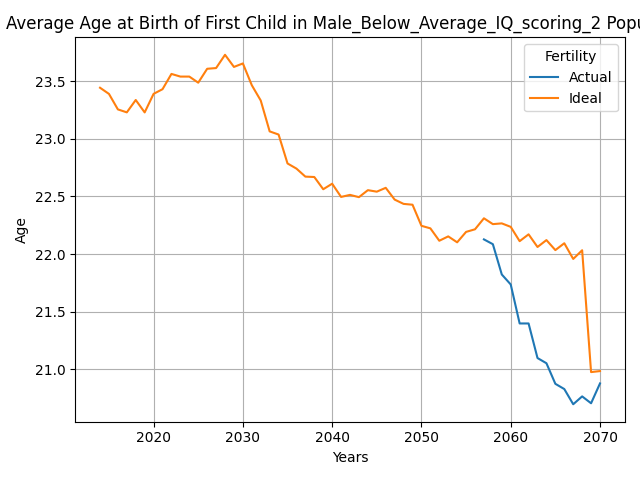 Average Age at Birth of First Child in Male_Below_Average_IQ_scoring_2 Popu
Fertility
Actual
Ideal
23.5
23.0
22.5
22.0
21.5
21.0
Age
2020 2030 2040 2050 2060 2070
Years